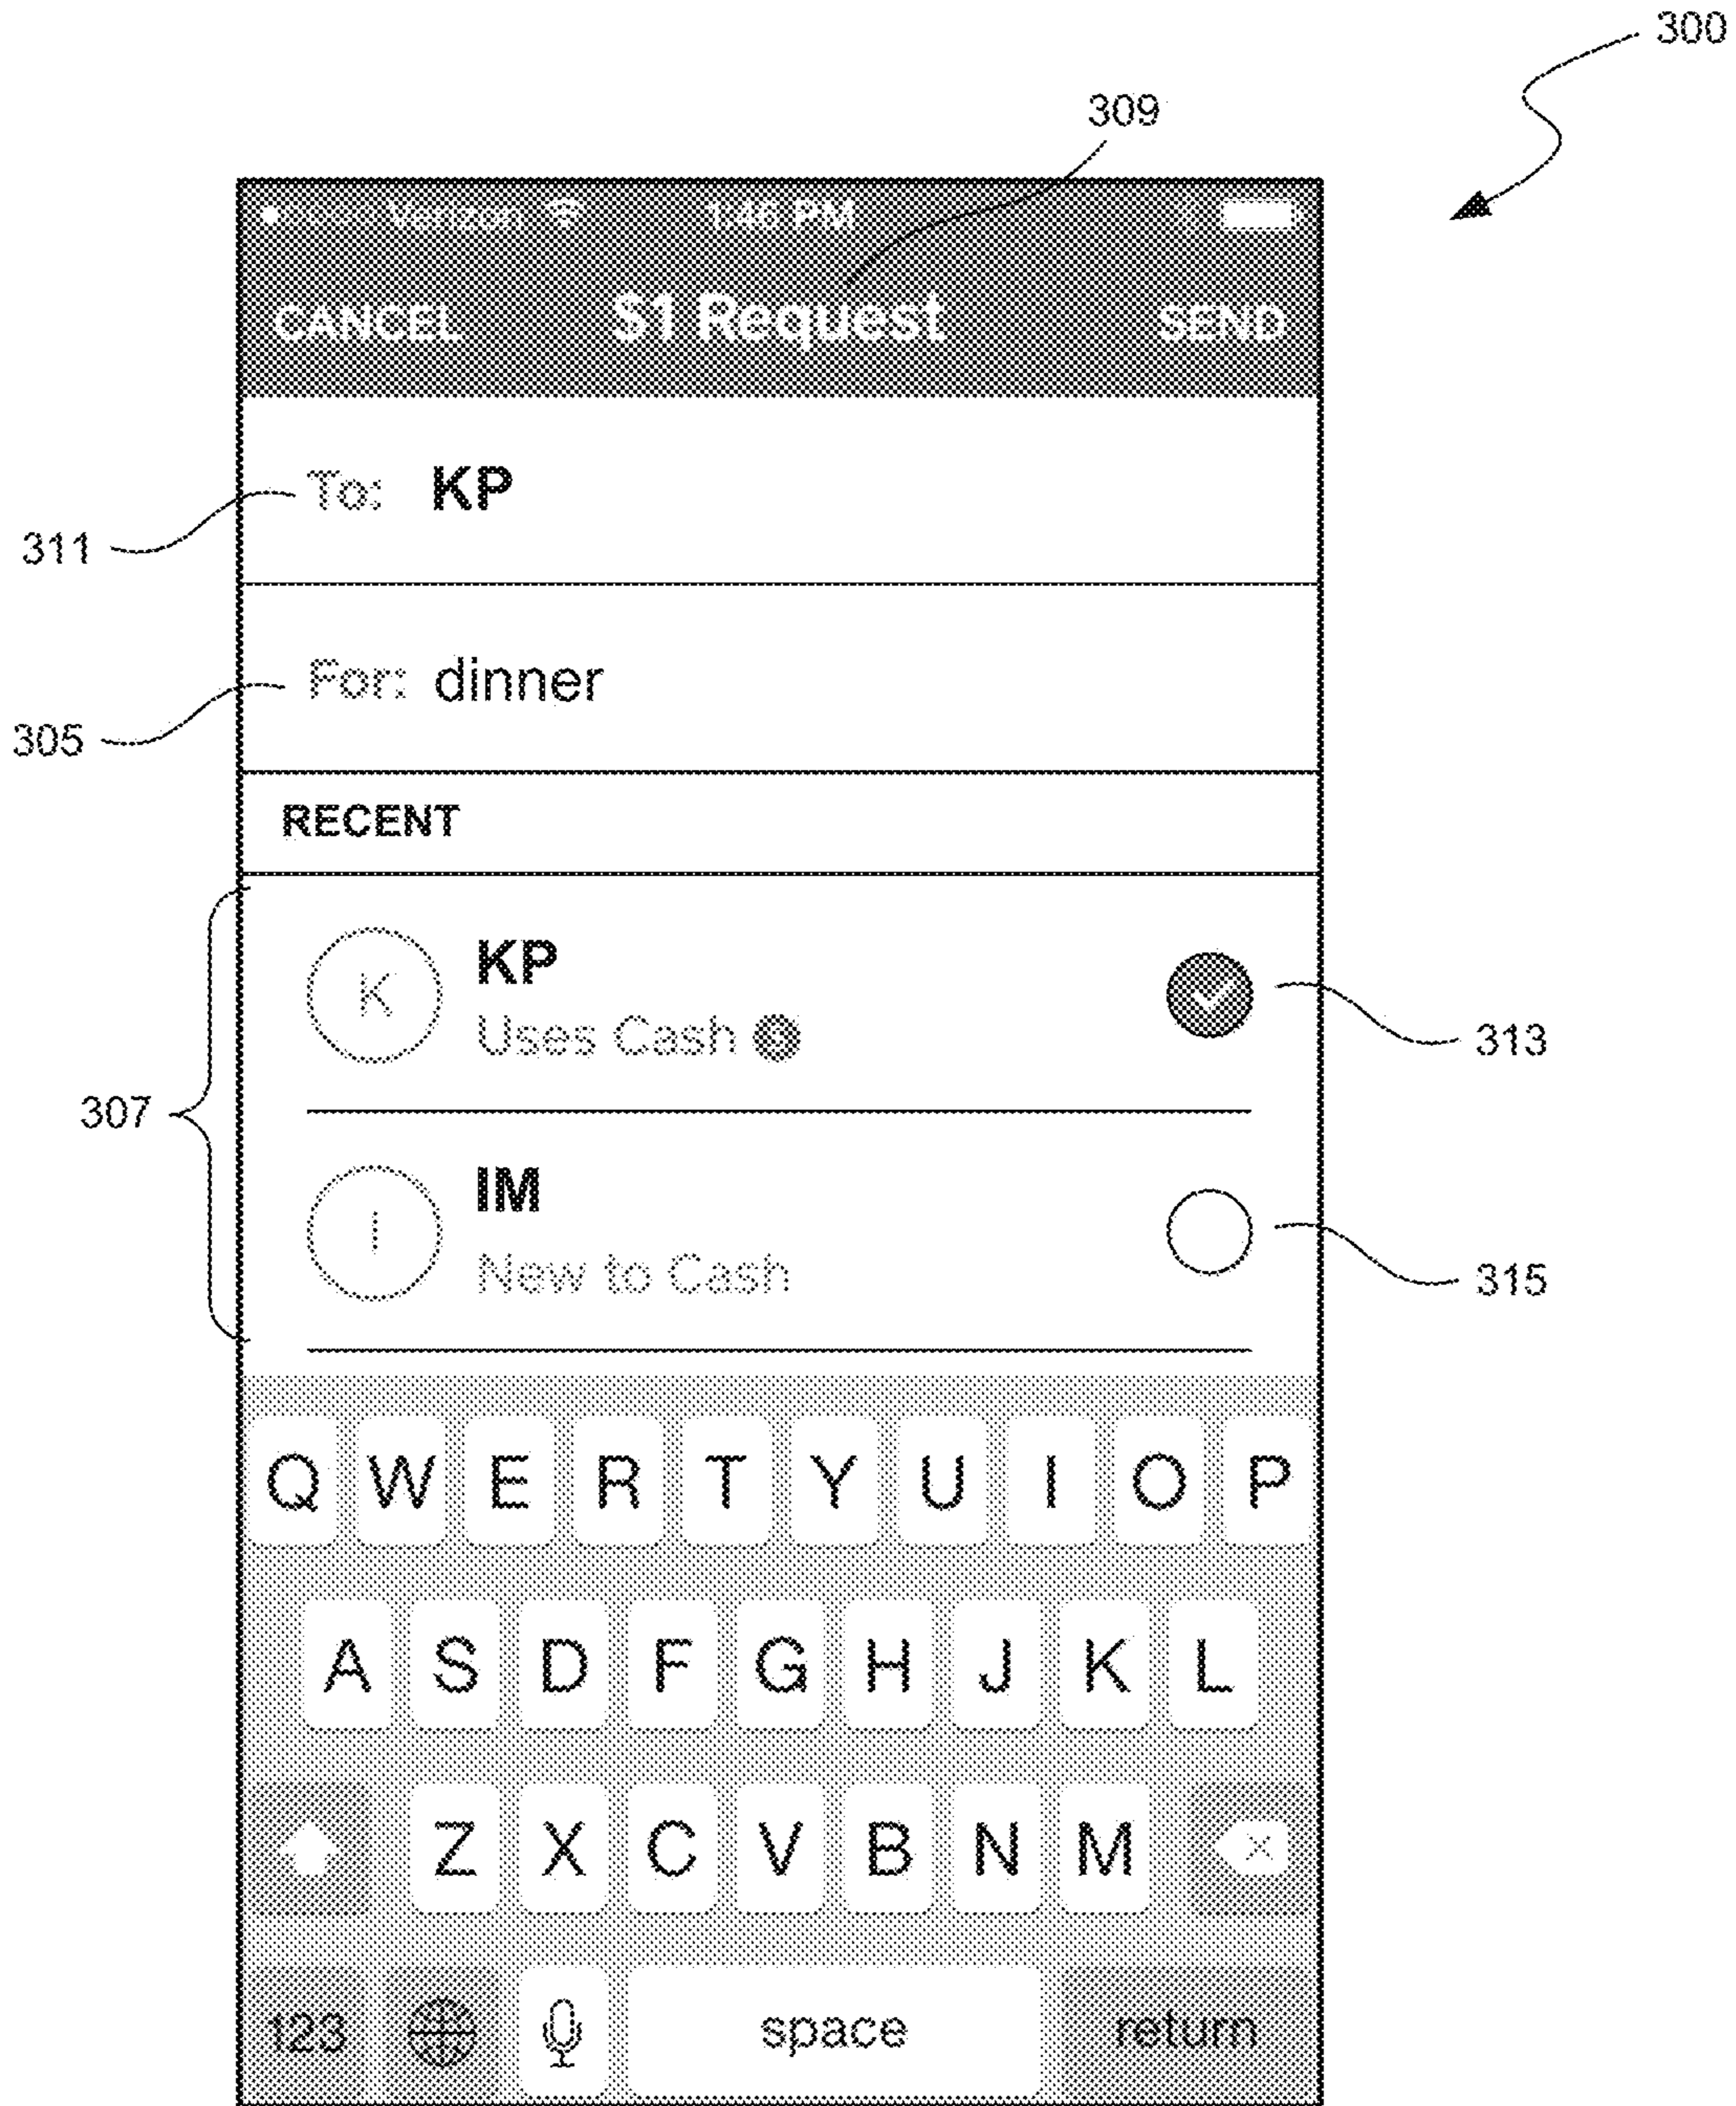 300
309
Verizon 1:46 PM
CANCEL $1 Request SEND
To: KP
311
For: dinner
305
RECENT
K KP
Uses Cash
313
307
I IM
New to Cash
315
Q W E R T Y U I O P
A S D F G H J K L
Z X C V B N M
123 space return